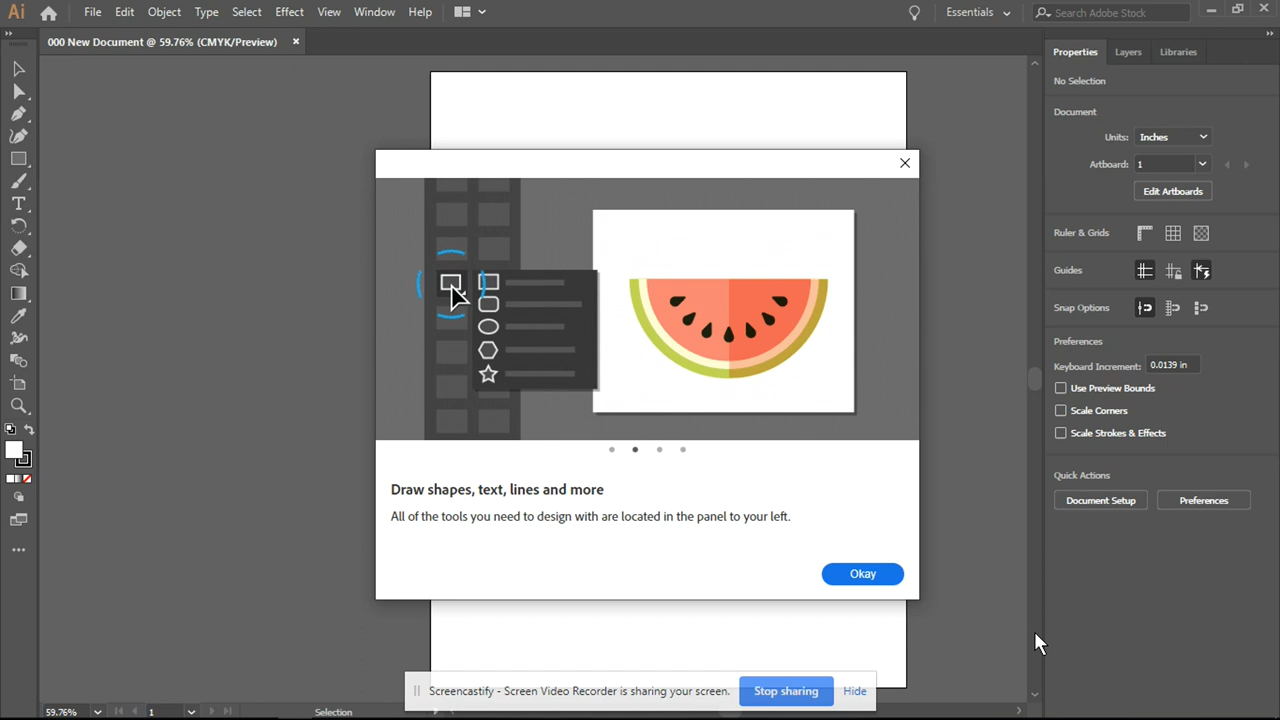 Ai File Edit Object Type Select Effect View Window Help Essentials Search Adobe Stock
000 New Document @ 59.76% (CMYK/Preview)
Properties Layers Libraries
No Selection
Document
Units: Inches
Artboard: 1
Edit Artboards
Ruler & Grids
Guides
Snap Options
Preferences
Keyboard Increment: 0.0139 in
Use Preview Bounds
Scale Corners
Scale Strokes & Effects
Quick Actions
Document Setup Preferences
Draw shapes, text, lines and more
All of the tools you need to design with are located in the panel to your left.
Okay
Screencastify - Screen Video Recorder is sharing your screen. Stop sharing Hide
59.76% 1 Selection